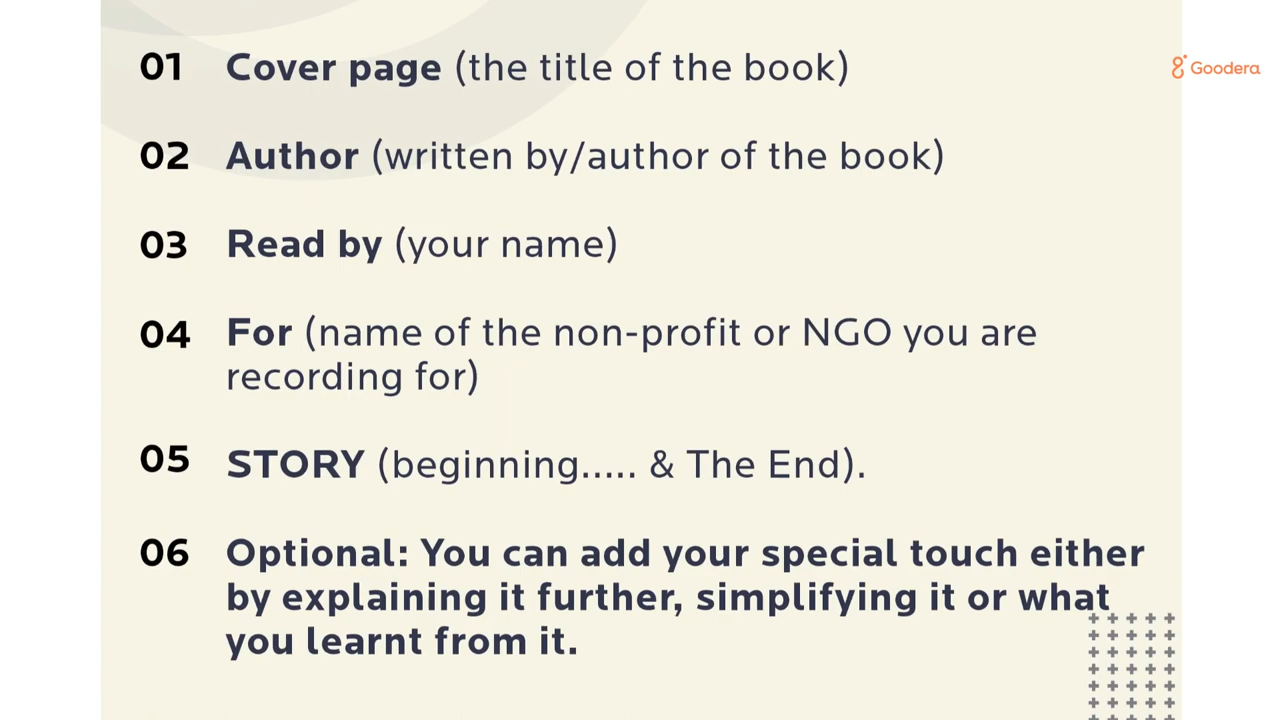 01 Cover page (the title of the book)
Goodera
02 Author (written by/author of the book)
03 Read by (your name)
04 For (name of the non-profit or NGO you are
recording for)
05 STORY (beginning..... & The End).
06 Optional: You can add your special touch either
by explaining it further, simplifying it or what
you learnt from it.